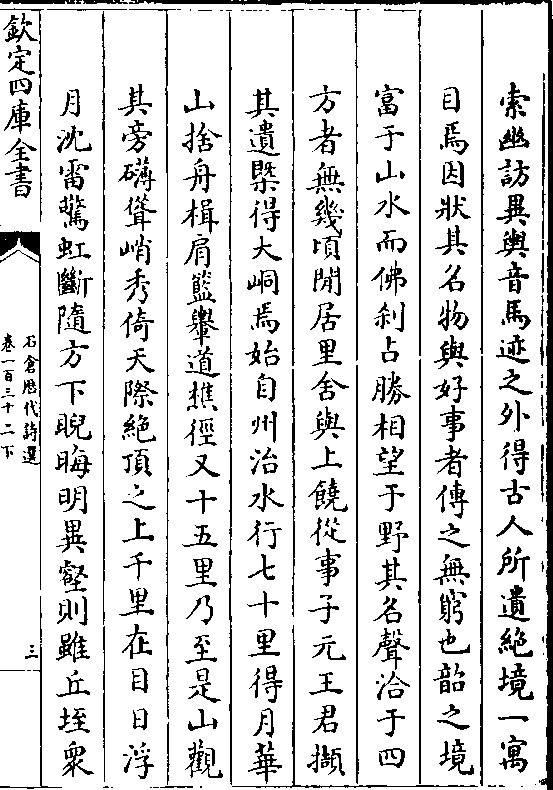 索幽訪異輿音馬迹之外得古人所遺絶境一寓
目焉因狀其名物與好事者傳之無窮也韶之境
富于山水而佛刹占勝相望于野其名聲洽于四
方者無幾頃閒居里舍與上饒從事子元王君擷
其遺槩得大峒焉始自州治水行七十里得月華
山捨舟楫肩籃轝道樵徑又十五里乃至是山觀
其旁礴聳峭秀倚天際絶頂之上千里在目日浮
月沈雷驚虹斷隨方下睨晦明異壑則雖丘垤衆
欽定四庫全書
石倉歴代詩選
卷一百三十二下
三